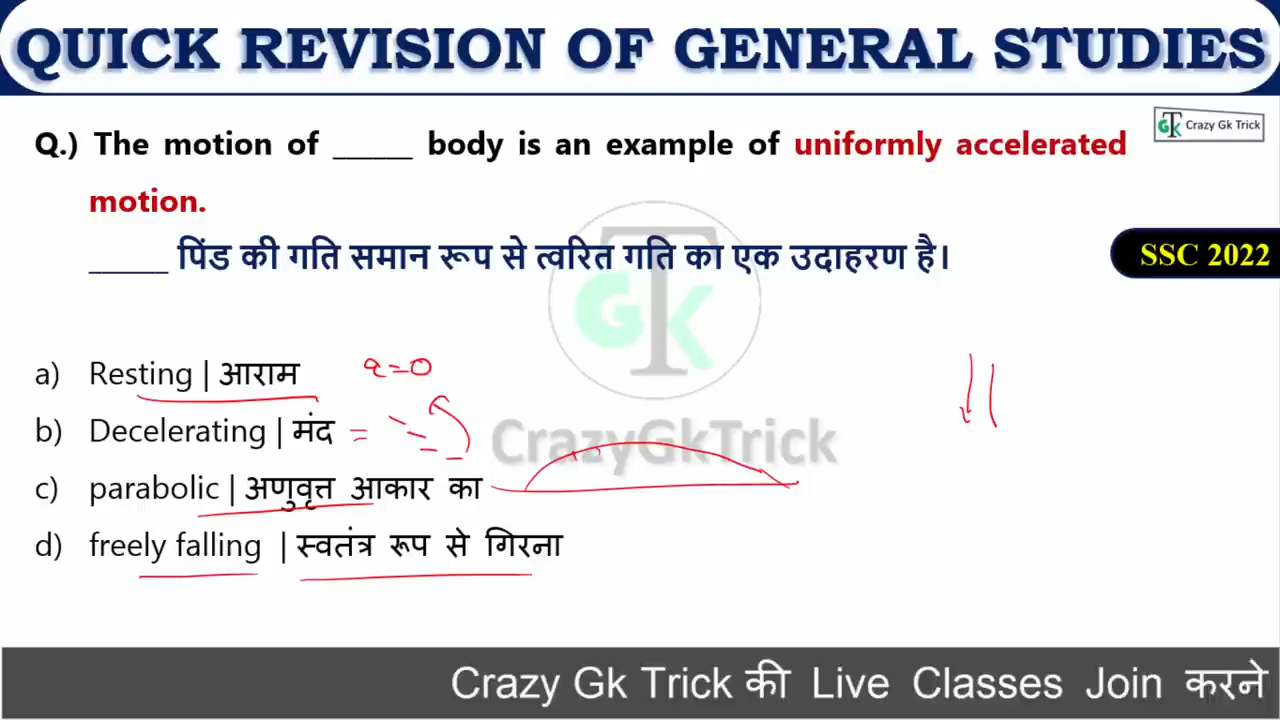 QUICK REVISION OF GENERAL STUDIES
Q.) The motion of _____ body is an example of uniformly accelerated
motion.
Crazy Gk Trick
_____ पिंड की गति समान रूप से त्वरित गति का एक उदाहरण है।
SSC 2022
a) Resting | आराम a=0
b) Decelerating | मंद =
CrazyGkTrick
c) parabolic | अणुवृत्त आकार का
d) freely falling | स्वतंत्र रूप से गिरना
Crazy Gk Trick की Live Classes Join करने